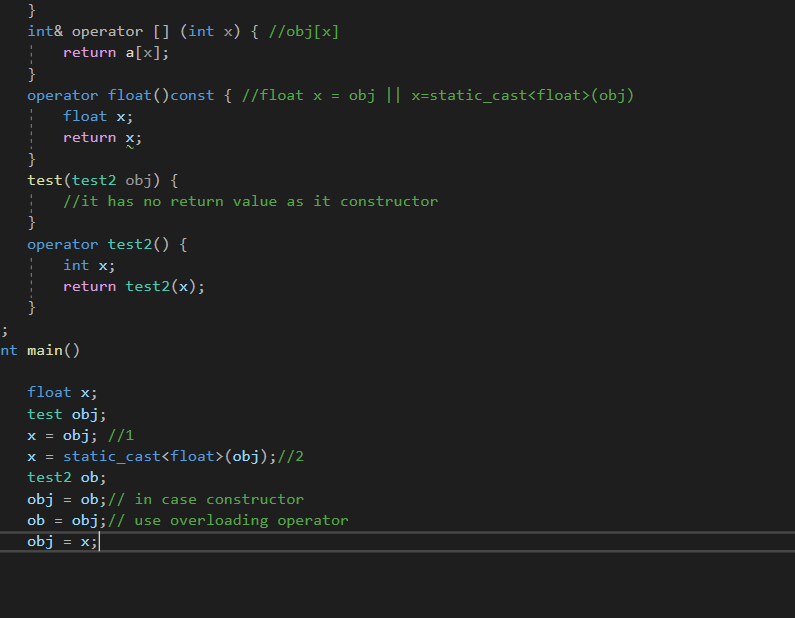 }
int& operator [] (int x) { //obj[x]
return a[x];
}
operator float()const { //float x = obj || x=static_cast<float>(obj)
float x;
return x;
}
test(test2 obj) {
//it has no return value as it constructor
}
operator test2() {
int x;
return test2(x);
}
;
nt main()
float x;
test obj;
x = obj; //1
x = static_cast<float>(obj);//2
test2 ob;
obj = ob;// in case constructor
ob = obj;// use overloading operator
obj = x;